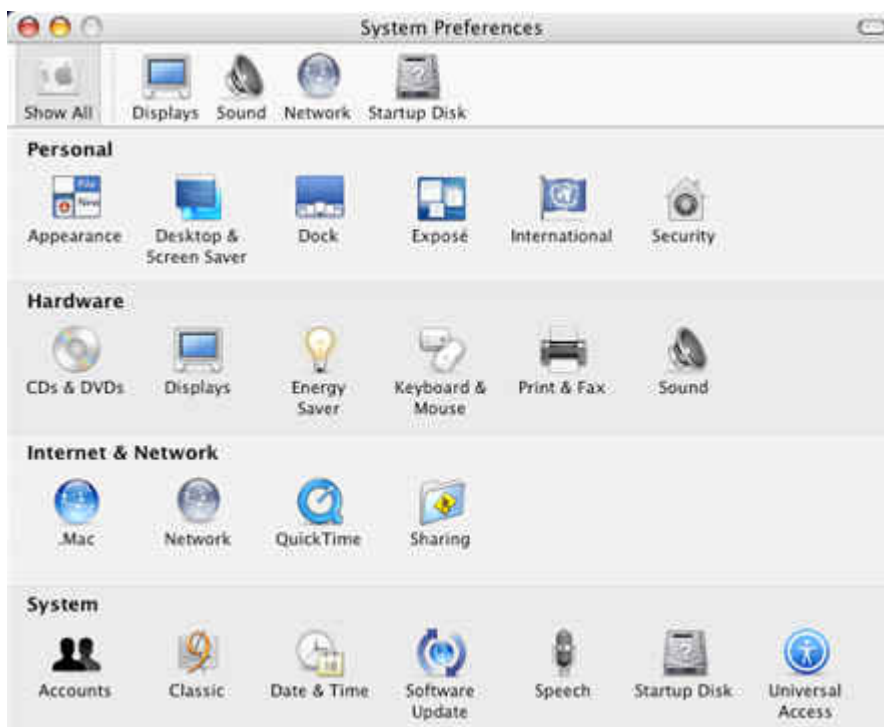 System Preferences
Show All Displays Sound Network Startup Disk
Personal
Appearance Desktop & Screen Saver Dock Exposé International Security
Hardware
CDs & DVDs Displays Energy Saver Keyboard & Mouse Print & Fax Sound
Internet & Network
.Mac Network QuickTime Sharing
System
Accounts Classic Date & Time Software Update Speech Startup Disk Universal Access